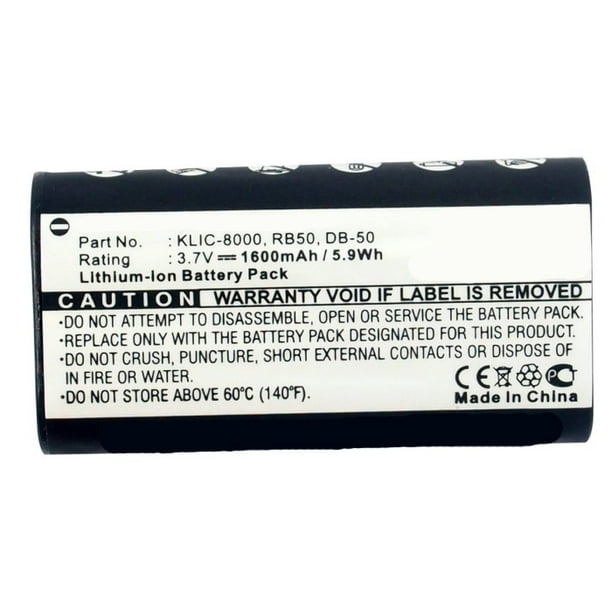 Part No. : KLIC-8000, RB50, DB-50
Rating : 3.7V ⎓ 1600mAh / 5.9Wh
Lithium-Ion Battery Pack
CAUTION WARRANTY VOID IF LABEL IS REMOVED
•DO NOT ATTEMPT TO DISASSEMBLE, OPEN OR SERVICE THE BATTERY PACK.
•REPLACE ONLY WITH THE BATTERY PACK DESIGNATED FOR THIS PRODUCT.
•DO NOT CRUSH, PUNCTURE, SHORT EXTERNAL CONTACTS OR DISPOSE OF
IN FIRE OR WATER.
•DO NOT STORE ABOVE 60°C (140°F).
CE PCT
Made In China